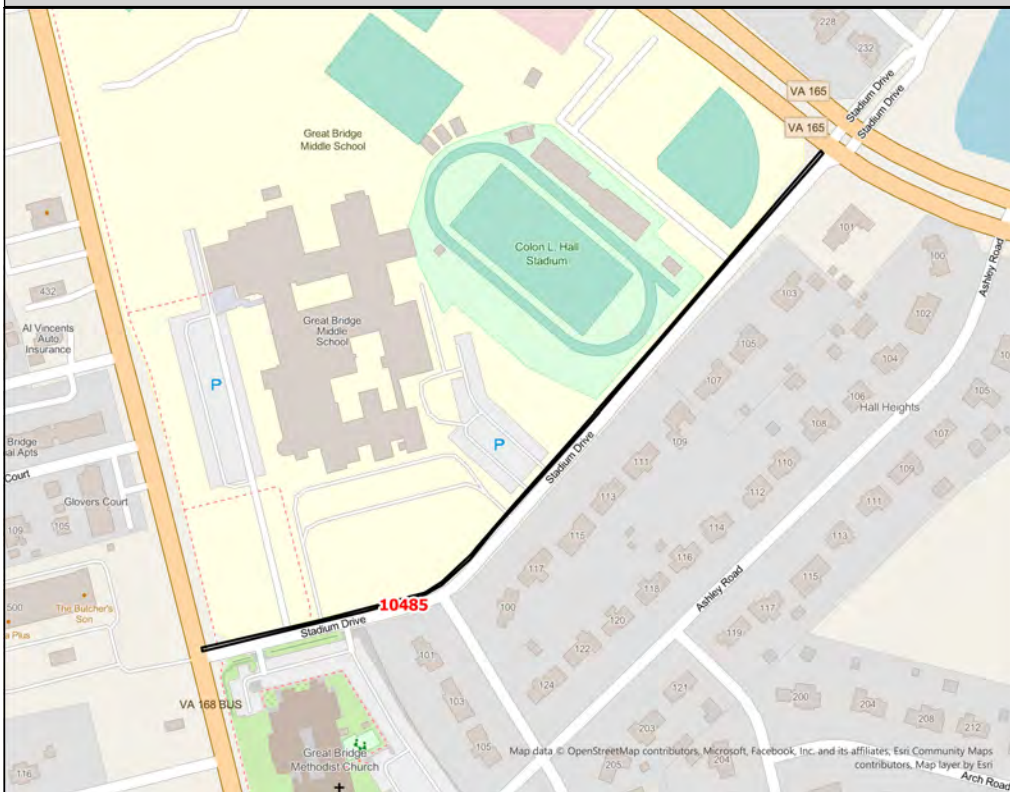 228
232
VA 165
Stadium Drive
Stadium Drive
VA 165
Great Bridge
Middle School
101
100
Ashley Road
Colon L. Hall
Stadium
103
102
432
Al Vincents
Auto
Insurance
Great Bridge
Middle
School
105
104
P
107
106
105
Hall Heights
109
108
107
P
Bridge
Apts
Court
Stadium Drive
111
110
109
Glovers Court
113
112
111
109
105
115
114
113
117
116
115
Ashley Road
500
The Butcher's
Son
a Plus
10485
118
100
117
Stadium Drive
120
119
101
122
124
121
200
VA 168 BUS
103
204
208
212
203
105
Great Bridge
Methodist Church
205
204
116
Map data © OpenStreetMap contributors, Microsoft, Facebook, Inc. and its affiliates, Esri Community Maps
contributors, Map layer by Esri
Arch Road